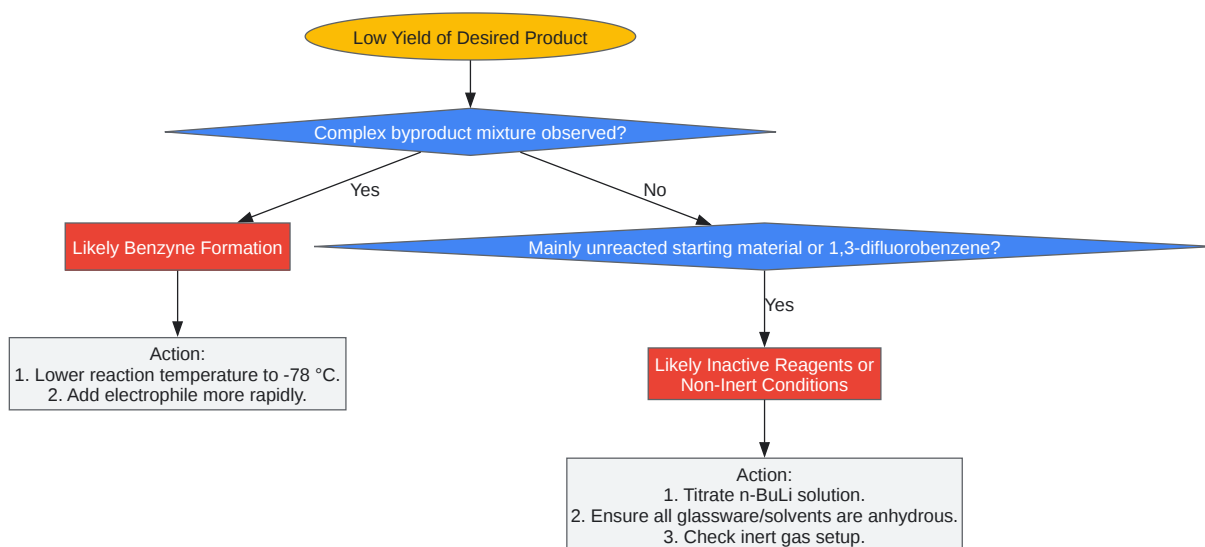 Low Yield of Desired Product
Complex byproduct mixture observed?
Yes
No
Likely Benzyne Formation
Mainly unreacted starting material or 1,3-difluorobenzene?
Yes
Action:
1. Lower reaction temperature to -78 °C.
2. Add electrophile more rapidly.
Likely Inactive Reagents or
Non-Inert Conditions
Action:
1. Titrate n-BuLi solution.
2. Ensure all glassware/solvents are anhydrous.
3. Check inert gas setup.